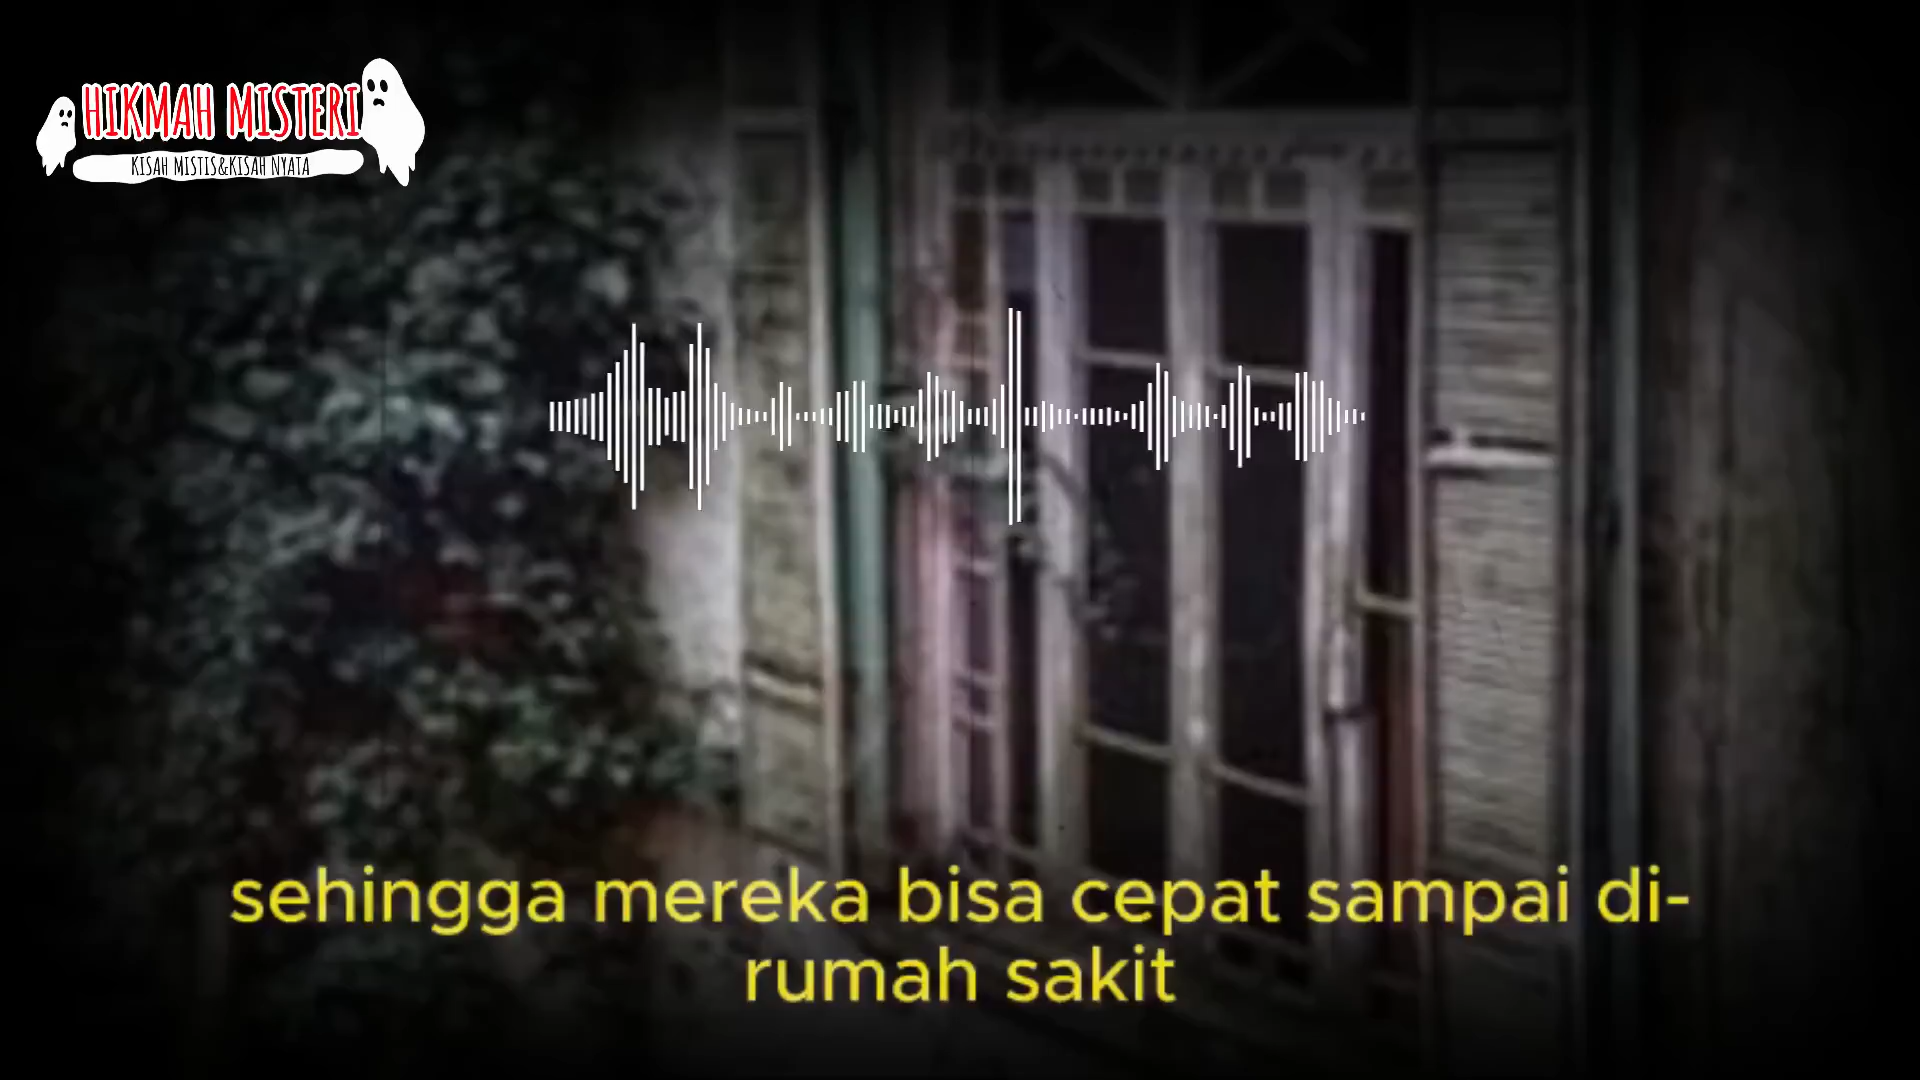 HIKMAH MISTERI
KISAH MISTIS&KISAH NYATA
sehingga mereka bisa cepat sampai di-
rumah sakit